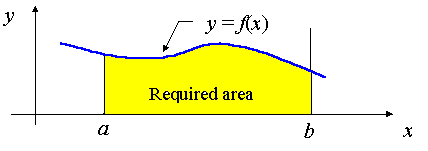 y
y = f(x)
Required area
a
b
x